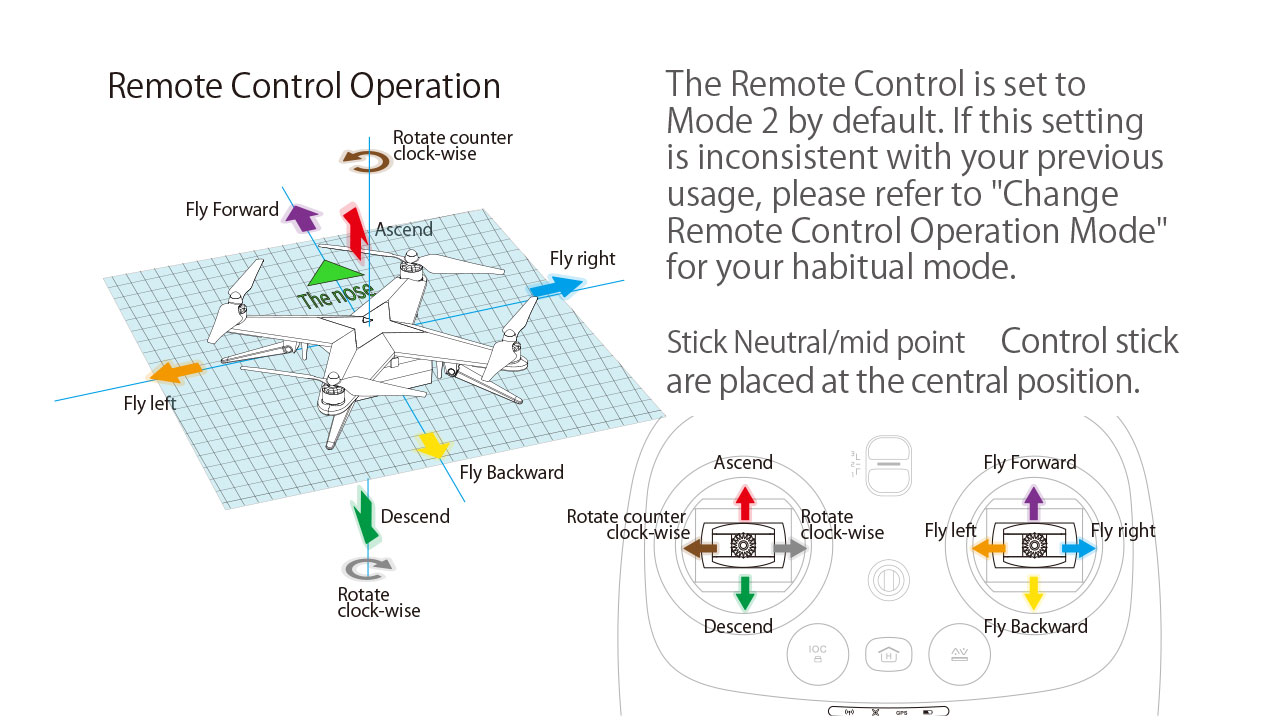 Remote Control Operation
Rotate counter
clock-wise
Fly Forward
Ascend
Fly right
The nose
Fly left
Fly Backward
Descend
Rotate
clock-wise
The Remote Control is set to
Mode 2 by default. If this setting
is inconsistent with your previous
usage, please refer to "Change
Remote Control Operation Mode"
for your habitual mode.
Stick Neutral/mid point Control stick
are placed at the central position.
Ascend
Rotate counter
clock-wise
Rotate
clock-wise
Descend
3
2
1
Fly Forward
Fly left
Fly right
Fly Backward
IOC
H
GPS